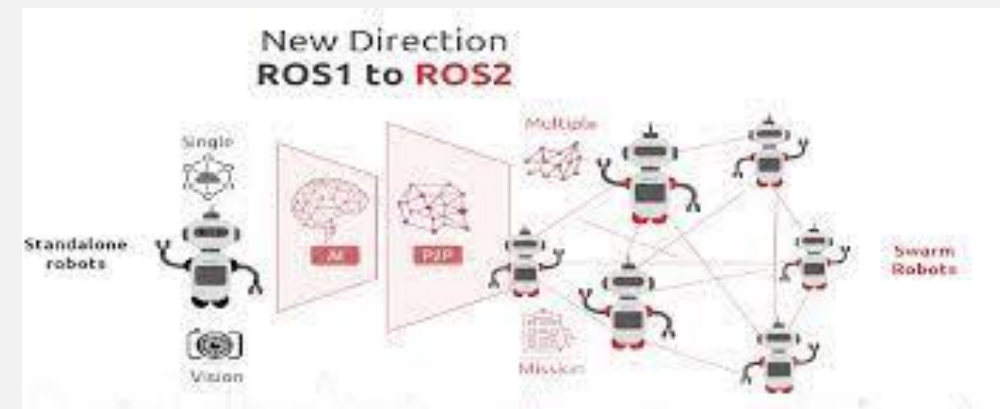 New Direction
ROS1 to ROS2
Single
Standalone
robots
Vision
AI
P2P
Multiple
Mission
Swarm
Robots